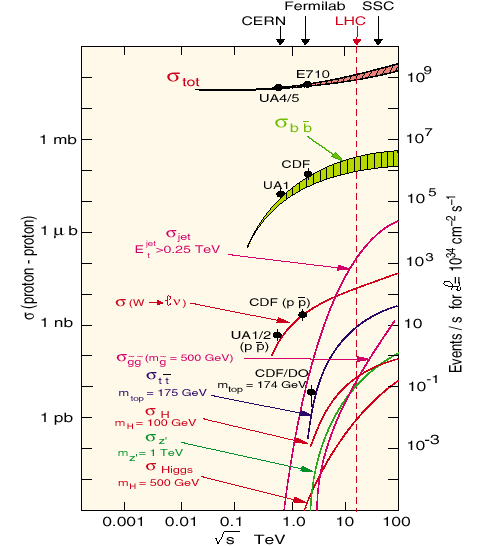 Fermilab SSC
CERN LHC
σtot
E710
UA4/5
10⁹
1 mb
σb b̄
10⁷
CDF
UA1
10⁵
1 μ b
σjet
E t jet >0.25 TeV
10³
σ (W → ℓν)
CDF (p p̄)
1 nb
10
UA1/2
(p p̄)
σg̃g̃ (mg̃ = 500 GeV)
σt t̄
mtop = 175 GeV
CDF/DO
mtop = 174 GeV
10⁻¹
σH
mH = 100 GeV
1 pb
σz'
mz' = 1 TeV
10⁻³
σHiggs
mH = 500 GeV
0.001 0.01 0.1 1.0 10 100
√s TeV
σ (proton - proton)
Events / s for ℒ = 10³⁴ cm⁻² s⁻¹